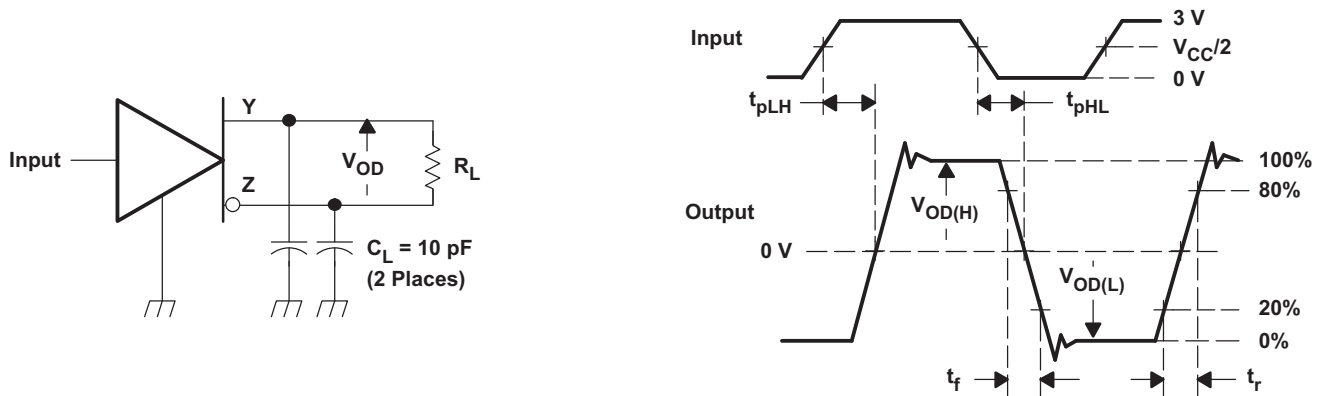 Input
Y
Z
V_OD
R_L
C_L = 10 pF
(2 Places)
Input
3 V
V_CC/2
0 V
t_pLH
t_pHL
Output
100%
80%
V_OD(H)
0 V
V_OD(L)
20%
0%
t_f
t_r